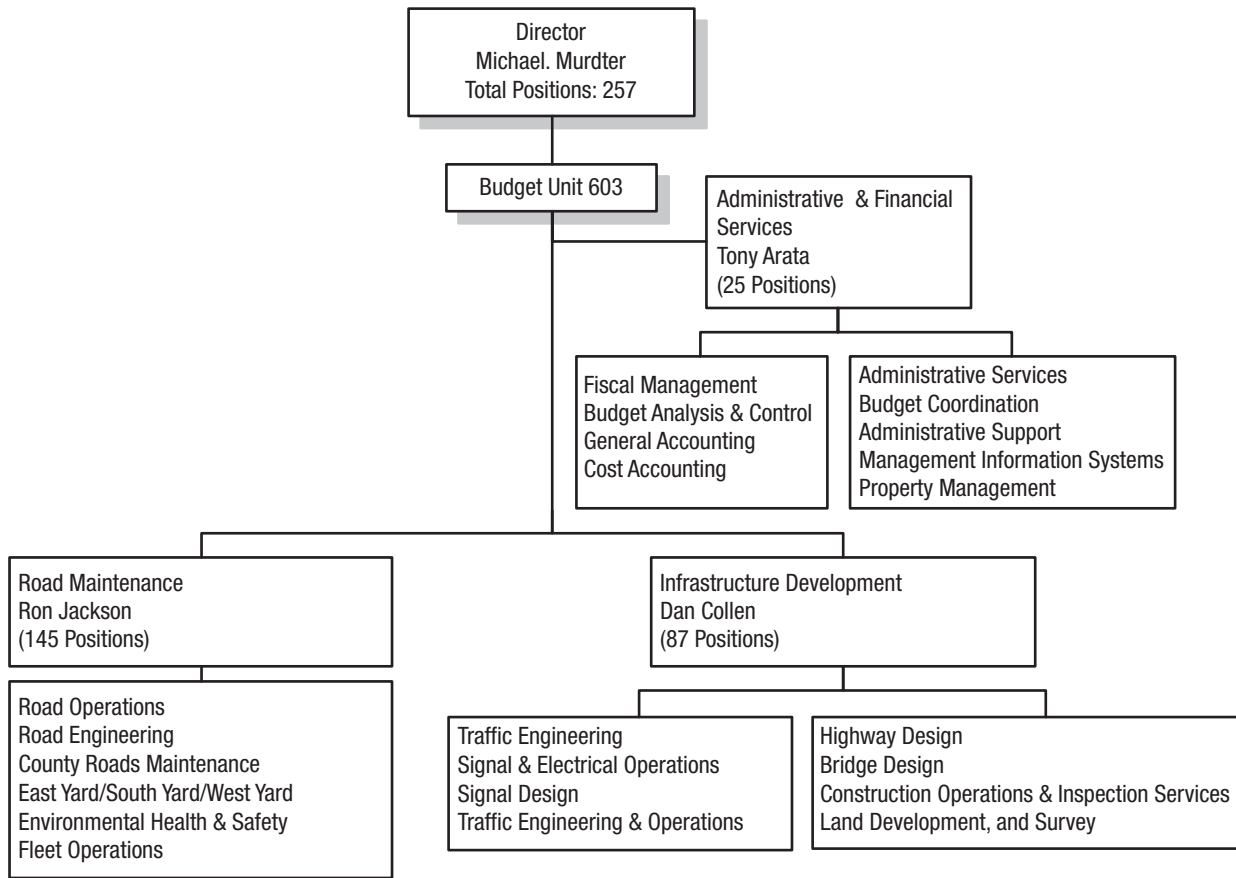 Director
Michael. Murdter
Total Positions: 257
Budget Unit 603
Administrative & Financial
Services
Tony Arata
(25 Positions)
Fiscal Management
Budget Analysis & Control
General Accounting
Cost Accounting
Administrative Services
Budget Coordination
Administrative Support
Management Information Systems
Property Management
Road Maintenance
Ron Jackson
(145 Positions)
Infrastructure Development
Dan Collen
(87 Positions)
Road Operations
Road Engineering
County Roads Maintenance
East Yard/South Yard/West Yard
Environmental Health & Safety
Fleet Operations
Traffic Engineering
Signal & Electrical Operations
Signal Design
Traffic Engineering & Operations
Highway Design
Bridge Design
Construction Operations & Inspection Services
Land Development, and Survey